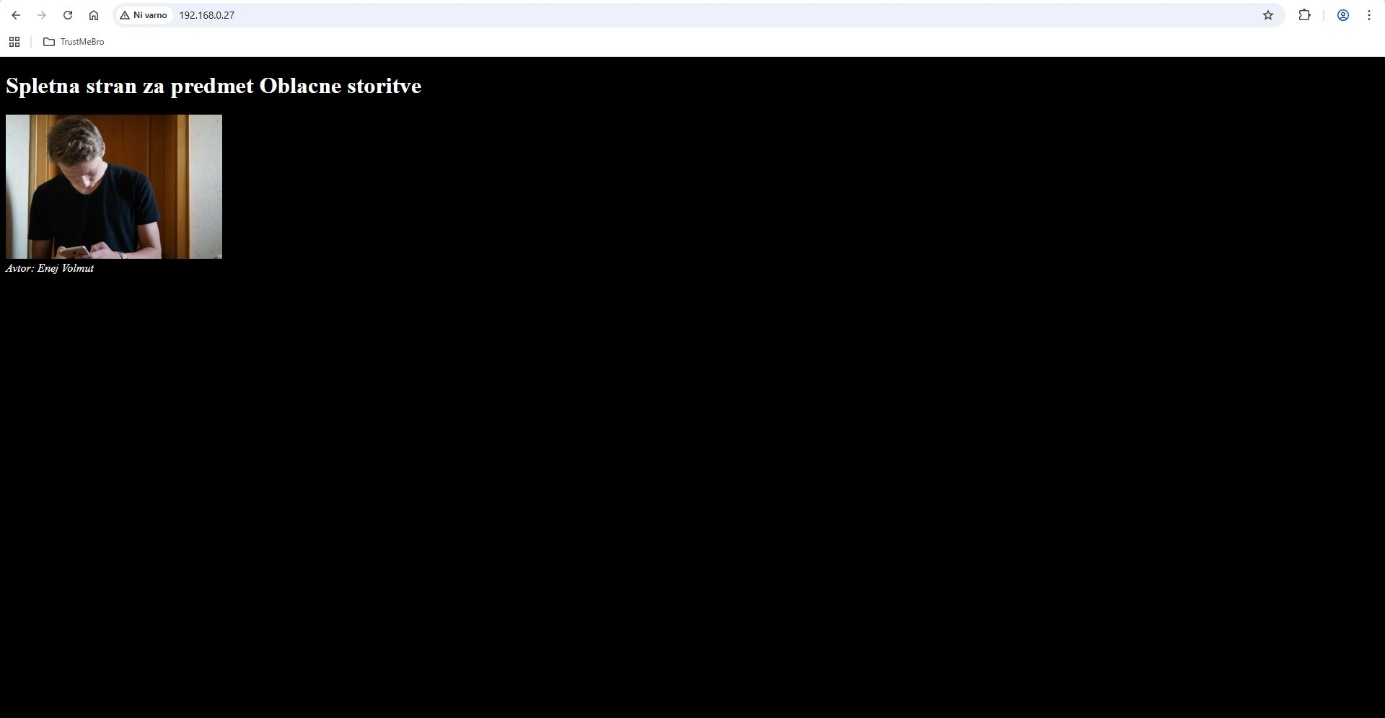 Ni varno
192.168.0.27
TrustMeBro
Spletna stran za predmet Oblacne storitve
Avtor: Enej Volmut